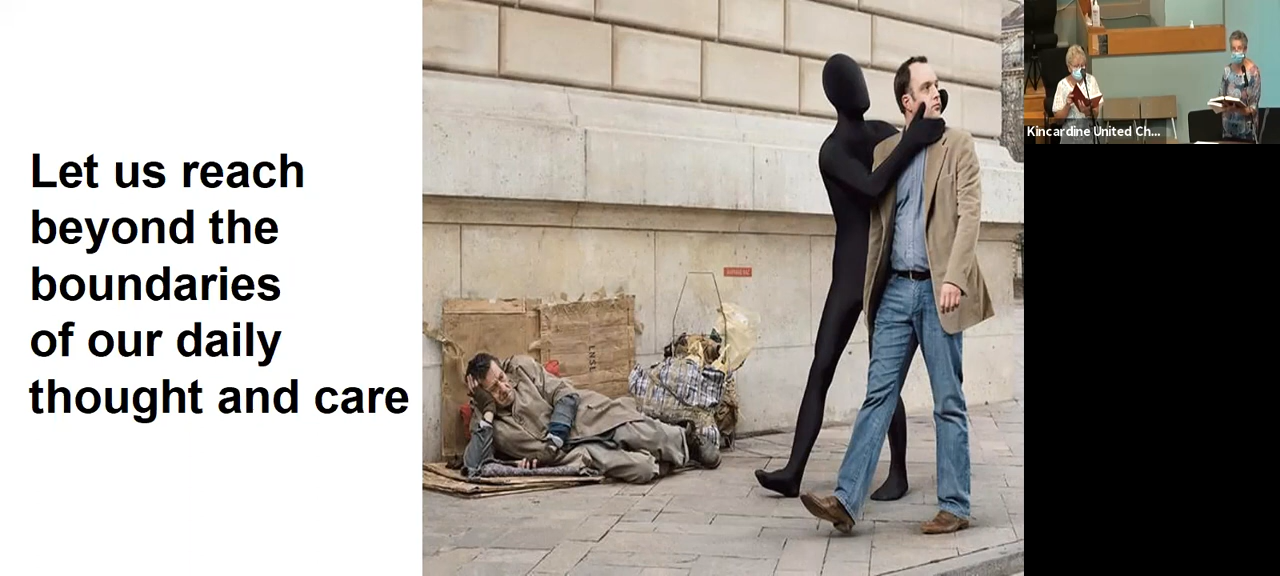 Let us reach
beyond the
boundaries
of our daily
thought and care
Kincardine United Ch...